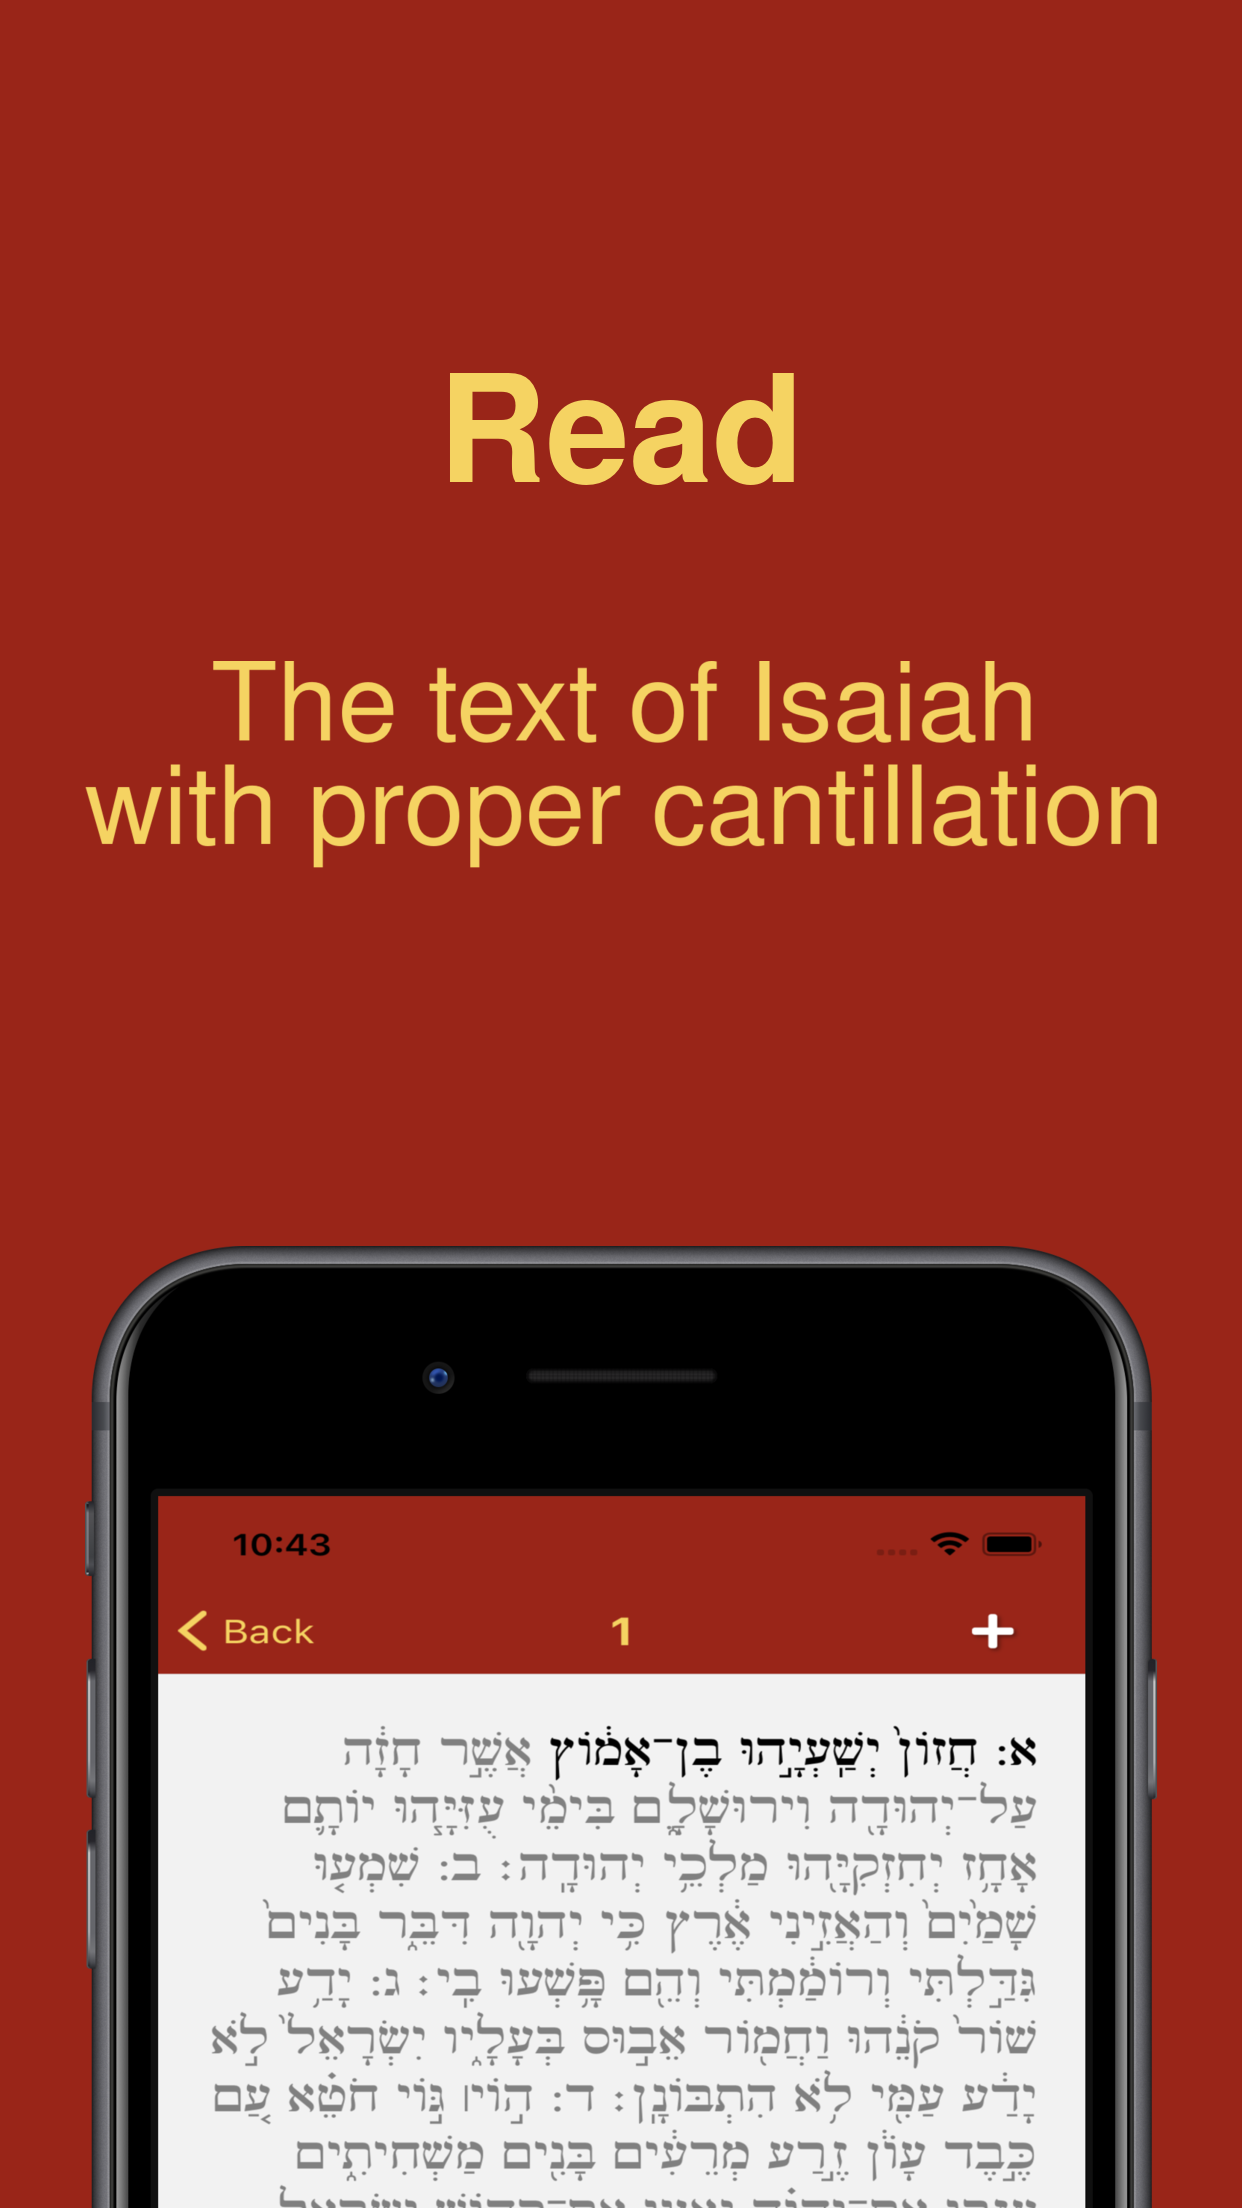 Read
The text of Isaiah
with proper cantillation
10:43
Back
1
א: חֲזוֹן֙ יְשַֽׁעְיָ֣הוּ בֶן־אָמ֔וֹץ אֲשֶׁ֣ר חָזָ֔ה
עַל־יְהוּדָ֖ה וִירוּשָׁלָ֑͏ִם בִּימֵ֨י עֻזִּיָּ֧הוּ יוֹתָ֛ם
אָחָ֥ז יְחִזְקִיָּ֖הוּ מַלְכֵ֥י יְהוּדָֽה׃ ב: שִׁמְע֤וּ
שָׁמַ֙יִם֙ וְהַאֲזִ֣ינִי אֶ֔רֶץ כִּ֥י יְהוָ֖ה דִּבֵּ֑ר בָּנִים֙
גִּדַּ֣לְתִּי וְרוֹמַ֔מְתִּי וְהֵ֖ם פָּ֥שְׁעוּ בִֽי׃ ג: יָדַ֥ע
שׁוֹר֙ קֹנֵ֔הוּ וַחֲמ֖וֹר אֵב֣וּס בְּעָלָ֑יו יִשְׂרָאֵל֙ לֹ֣א
יָדַ֔ע עַמִּ֖י לֹ֥א הִתְבּוֹנָֽן׃ ד: ה֣וֹי׀ גּ֣וֹי חֹטֵ֗א עַ֚ם
כֶּ֣בֶד עָוֺ֔ן זֶ֣רַע מְרֵעִ֔ים בָּנִ֖ים מַשְׁחִיתִ֑ים